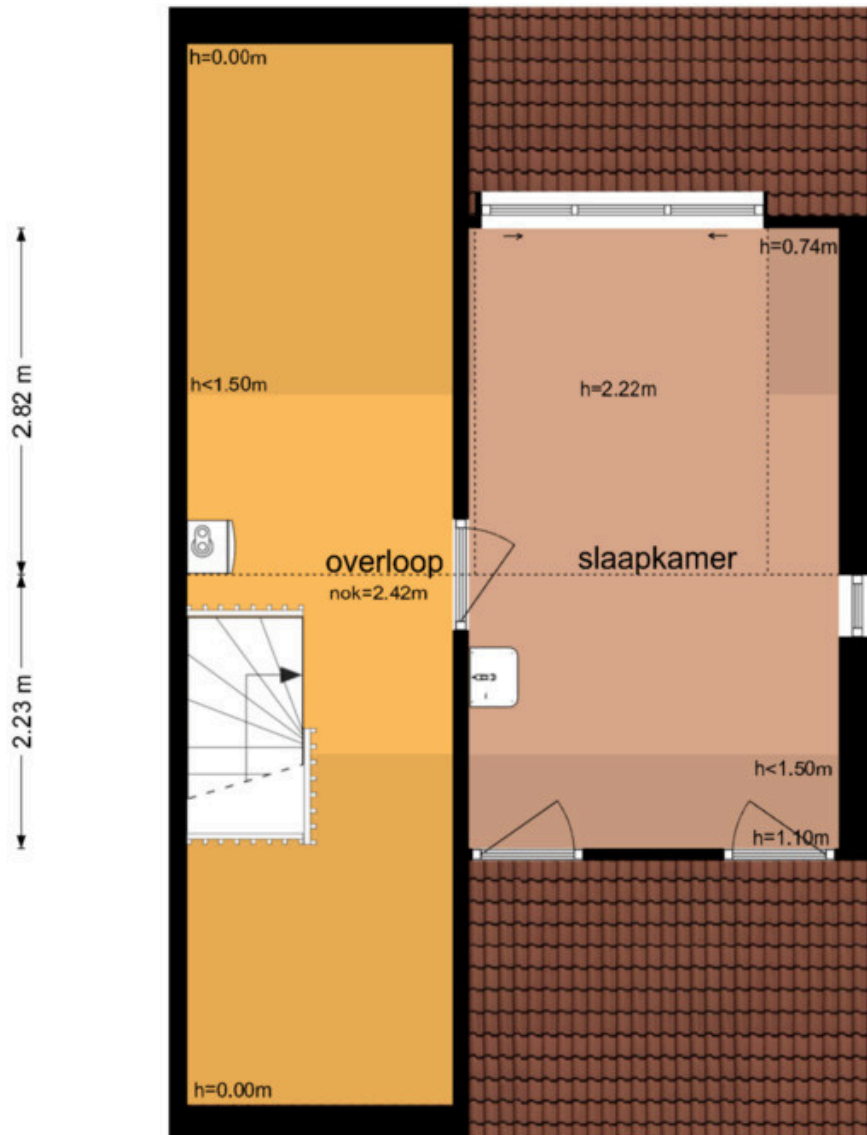 h=0.00m
h=0.74m
h<1.50m
h=2.22m
2.82 m
overloop
slaapkamer
nok=2.42m
2.23 m
h<1.50m
h=1.10m
h=0.00m